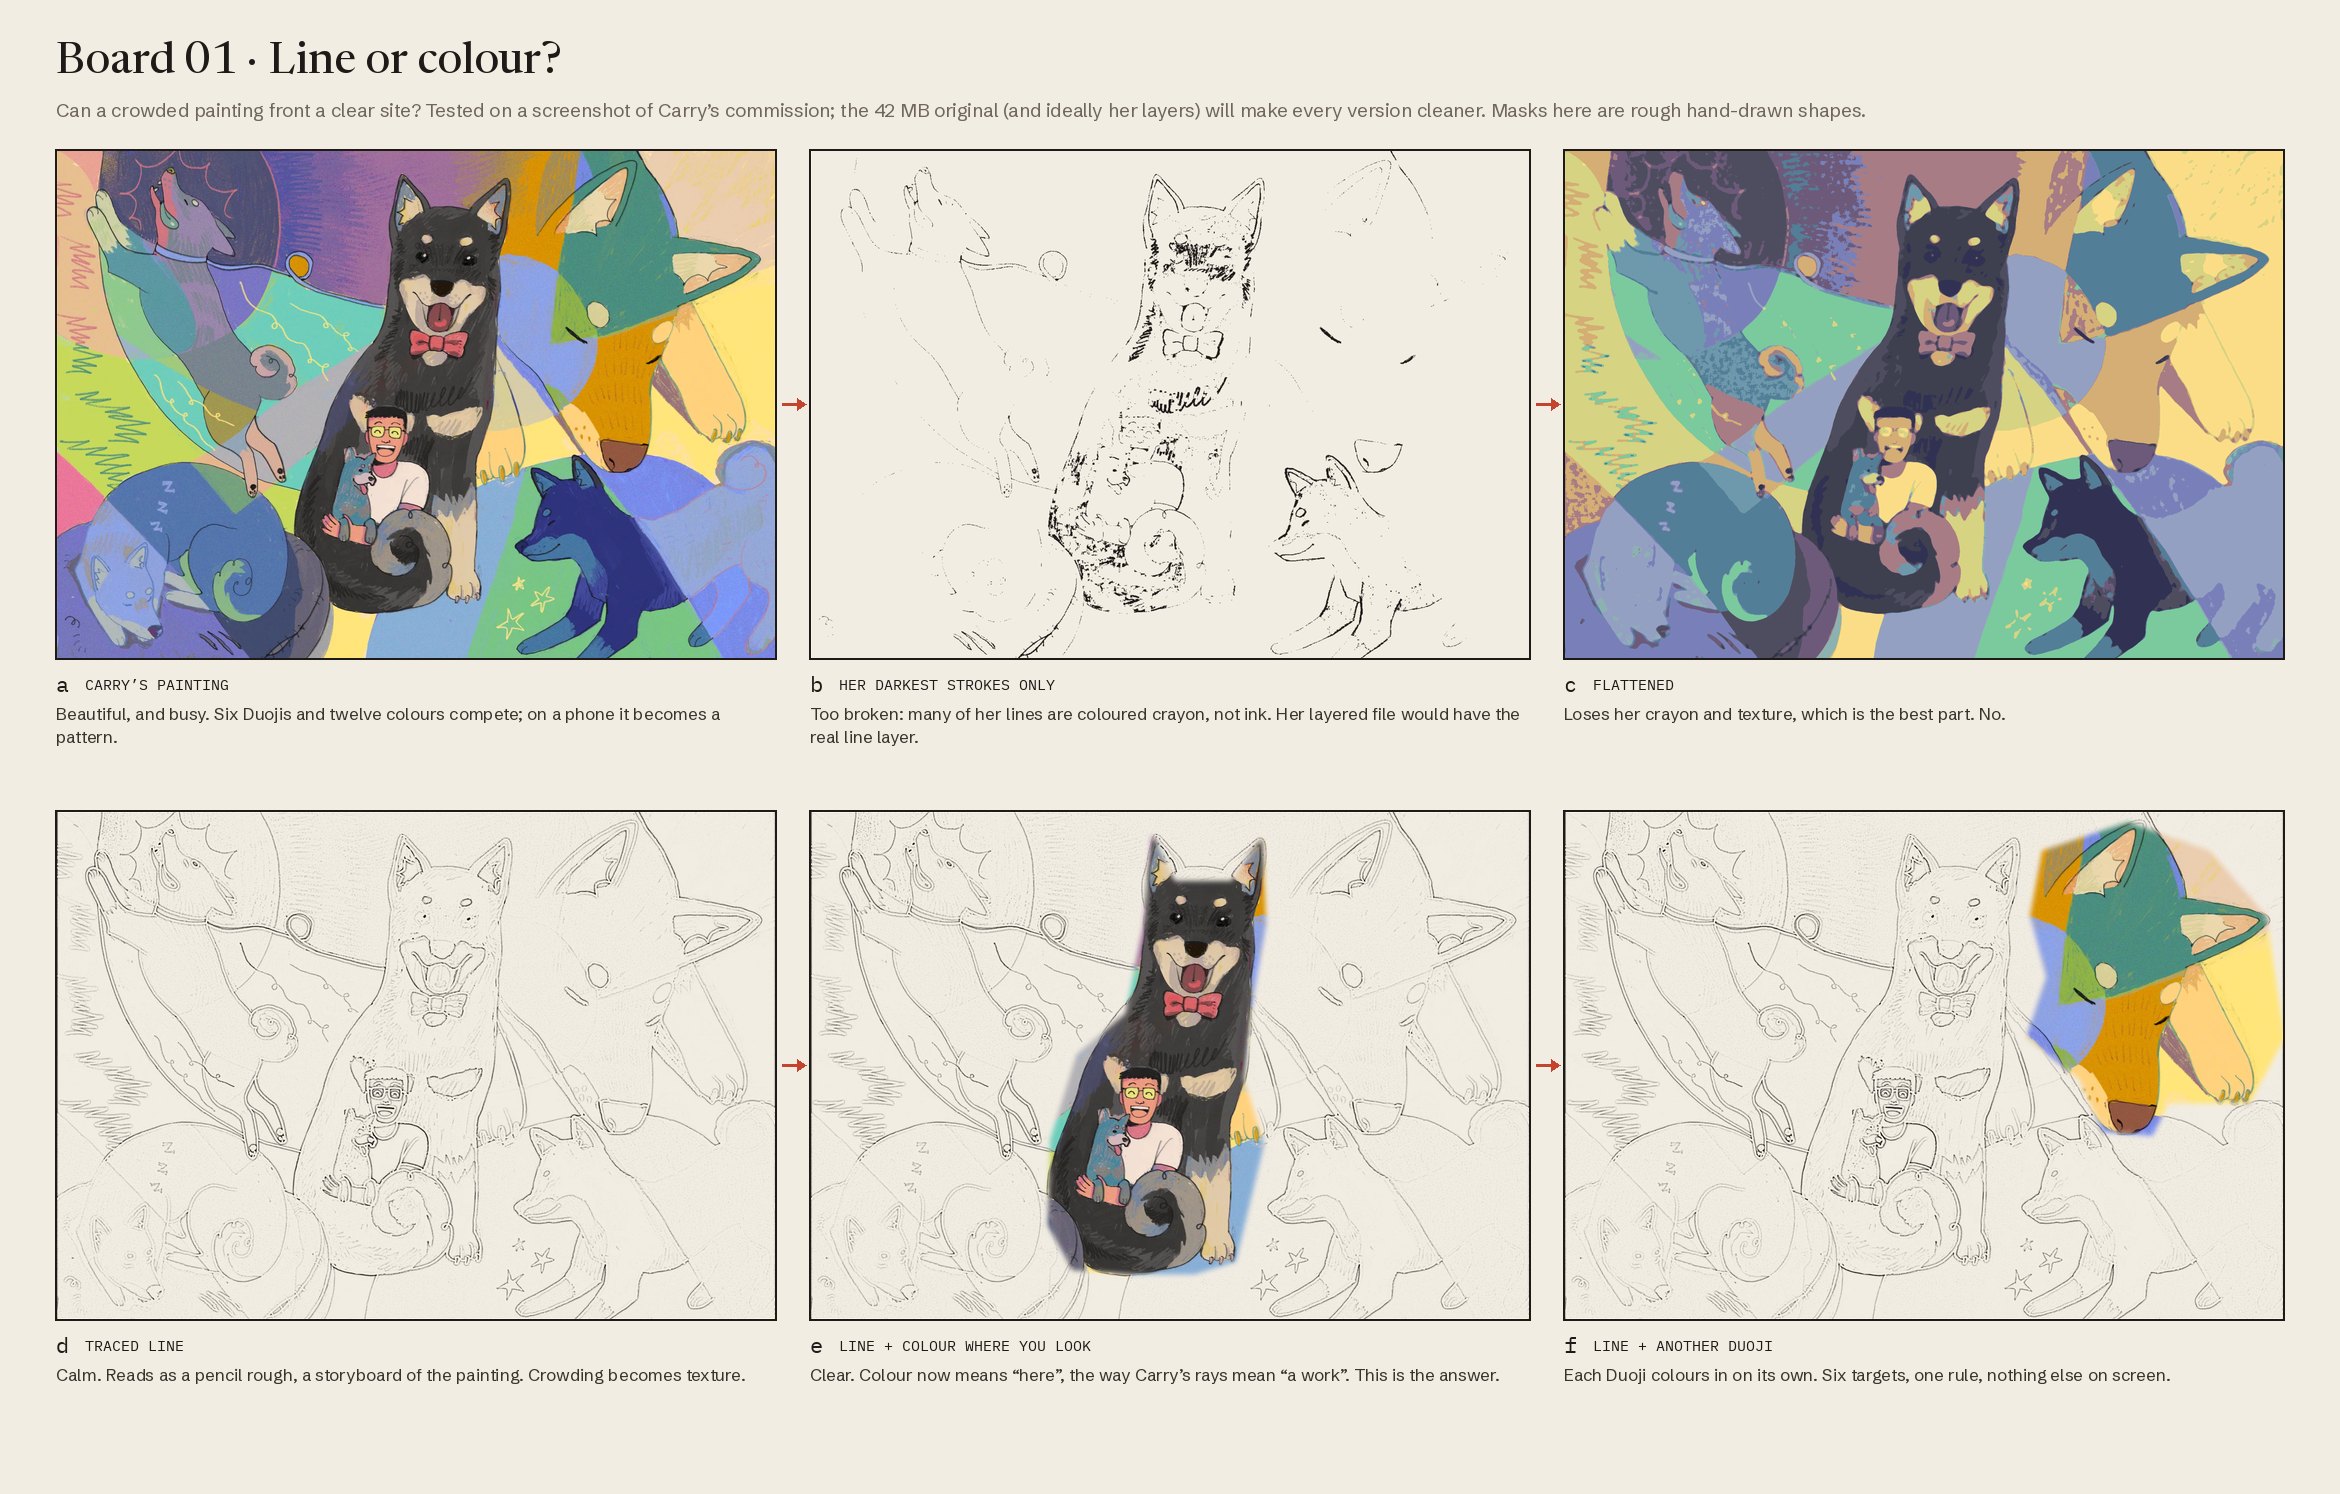 Board 01 · Line or colour?
Can a crowded painting front a clear site? Tested on a screenshot of Carry’s commission; the 42 MB original (and ideally her layers) will make every version cleaner. Masks here are rough hand-drawn shapes.
z
z
z
z
a CARRY’S PAINTING
Beautiful, and busy. Six Duojis and twelve colours compete; on a phone it becomes a
pattern.
b HER DARKEST STROKES ONLY
Too broken: many of her lines are coloured crayon, not ink. Her layered file would have the
real line layer.
c FLATTENED
Loses her crayon and texture, which is the best part. No.
d TRACED LINE
Calm. Reads as a pencil rough, a storyboard of the painting. Crowding becomes texture.
e LINE + COLOUR WHERE YOU LOOK
Clear. Colour now means “here”, the way Carry’s rays mean “a work”. This is the answer.
f LINE + ANOTHER DUOJI
Each Duoji colours in on its own. Six targets, one rule, nothing else on screen.